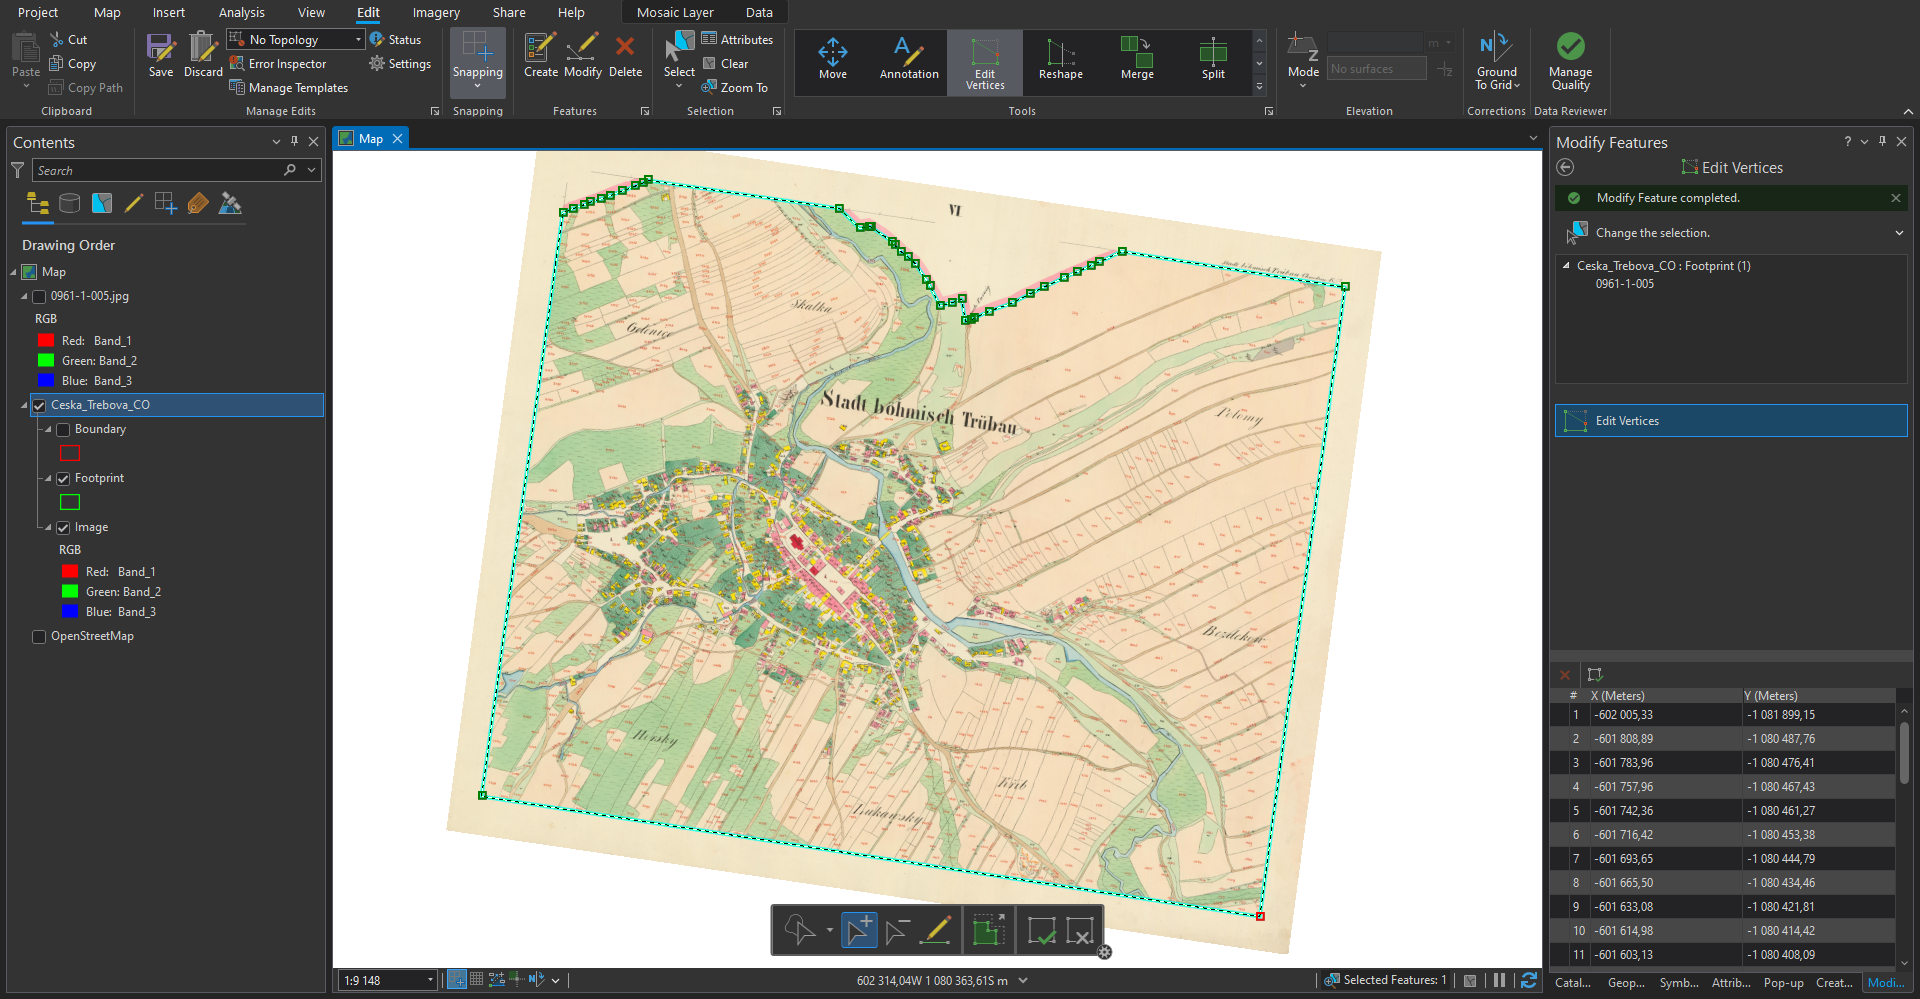 Project Map Insert Analysis View Edit Imagery Share Help Mosaic Layer Data
Paste
Cut
Copy
Copy Path
Clipboard
Save
Discard
No Topology
Error Inspector
Manage Templates
Status
Settings
Manage Edits
Snapping
Snapping
Create
Modify
Delete
Features
Select
Attributes
Clear
Zoom To
Selection
Move
Annotation
Edit
Vertices
Reshape
Merge
Split
Tools
Mode
m
No surfaces
Elevation
Ground
To Grid
Corrections
Manage
Quality
Data Reviewer
Contents
Search
Drawing Order
Map
0961-1-005.jpg
RGB
Red: Band_1
Green: Band_2
Blue: Band_3
Ceska_Trebova_CO
Boundary
Footprint
Image
RGB
Red: Band_1
Green: Band_2
Blue: Band_3
OpenStreetMap
Map
VI
Skalka
Stadt böhmisch Trübau
Horsky
1:9 148
602 314,04W 1 080 363,61S m
Selected Features: 1
Modify Features
Edit Vertices
Modify Feature completed.
Change the selection.
Ceska_Trebova_CO : Footprint (1)
0961-1-005
Edit Vertices
# X (Meters) Y (Meters)
1 -602 005,33 -1 081 899,15
2 -601 808,89 -1 080 487,76
3 -601 783,96 -1 080 476,41
4 -601 757,96 -1 080 467,43
5 -601 742,36 -1 080 461,27
6 -601 716,42 -1 080 453,38
7 -601 693,65 -1 080 444,79
8 -601 665,50 -1 080 434,46
9 -601 633,08 -1 080 421,81
10 -601 614,98 -1 080 414,42
11 -601 603,13 -1 080 408,09
Catal... Geop... Symb... Attrib... Pop-up Creat... Modi...